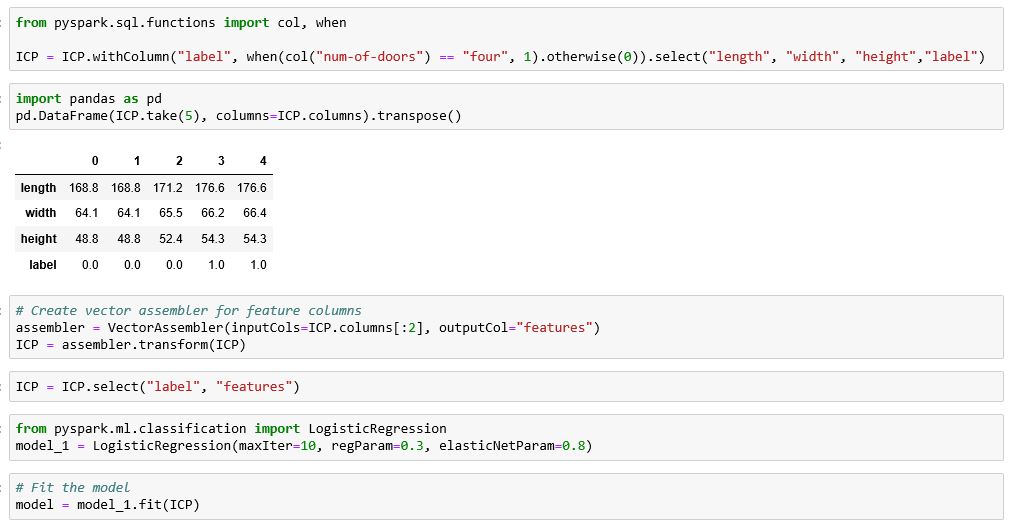 from pyspark.sql.functions import col, when
ICP = ICP.withColumn("label", when(col("num-of-doors") == "four", 1).otherwise(0)).select("length", "width", "height","label")
import pandas as pd
pd.DataFrame(ICP.take(5), columns=ICP.columns).transpose()
0 1 2 3 4
length 168.8 168.8 171.2 176.6 176.6
width 64.1 64.1 65.5 66.2 66.4
height 48.8 48.8 52.4 54.3 54.3
label 0.0 0.0 0.0 1.0 1.0
# Create vector assembler for feature columns
assembler = VectorAssembler(inputCols=ICP.columns[:2], outputCol="features")
ICP = assembler.transform(ICP)
ICP = ICP.select("label", "features")
from pyspark.ml.classification import LogisticRegression
model_1 = LogisticRegression(maxIter=10, regParam=0.3, elasticNetParam=0.8)
# Fit the model
model = model_1.fit(ICP)